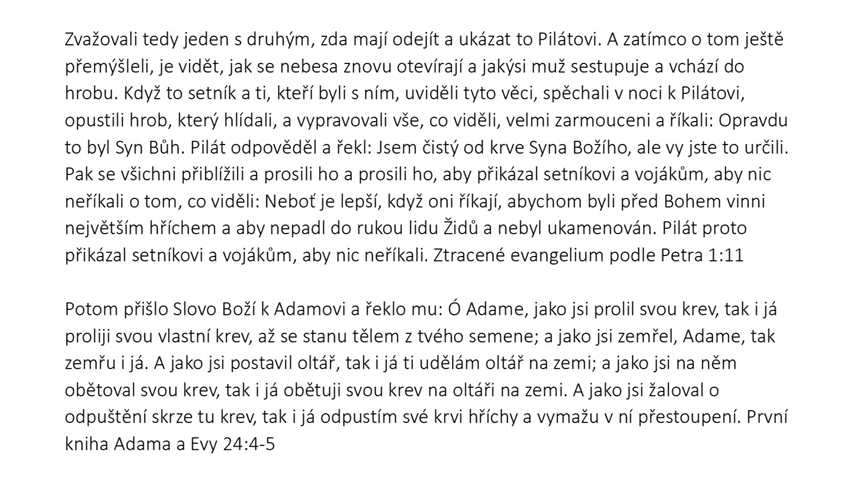 Zvažovali tedy jeden s druhým, zda mají odejít a ukázat to Pilátovi. A zatímco o tom ještě
přemýšleli, je vidět, jak se nebesa znovu otevírají a jakýsi muž sestupuje a vchází do
hrobu. Když to setník a ti, kteří byli s ním, uviděli tyto věci, spěchali v noci k Pilátovi,
opustili hrob, který hlídali, a vypravovali vše, co viděli, velmi zarmouceni a říkali: Opravdu
to byl Syn Bůh. Pilát odpověděl a řekl: Jsem čistý od krve Syna Božího, ale vy jste to určili.
Pak se všichni přiblížili a prosili ho a prosili ho, aby přikázal setníkovi a vojákům, aby nic
neříkali o tom, co viděli: Neboť je lepší, když oni říkají, abychom byli před Bohem vinni
největším hříchem a aby nepadl do rukou lidu Židů a nebyl ukamenován. Pilát proto
přikázal setníkovi a vojákům, aby nic neříkali. Ztracené evangelium podle Petra 1:11

Potom přišlo Slovo Boží k Adamovi a řeklo mu: Ó Adame, jako jsi prolil svou krev, tak i já
proliji svou vlastní krev, až se stanu tělem z tvého semene; a jako jsi zemřel, Adame, tak
zemřu i já. A jako jsi postavil oltář, tak i já ti udělám oltář na zemi; a jako jsi na něm
obětoval svou krev, tak i já obětuji svou krev na oltáři na zemi. A jako jsi žaloval o
odpuštění skrze tu krev, tak i já odpustím své krvi hříchy a vymažu v ní přestoupení. První
kniha Adama a Evy 24:4-5